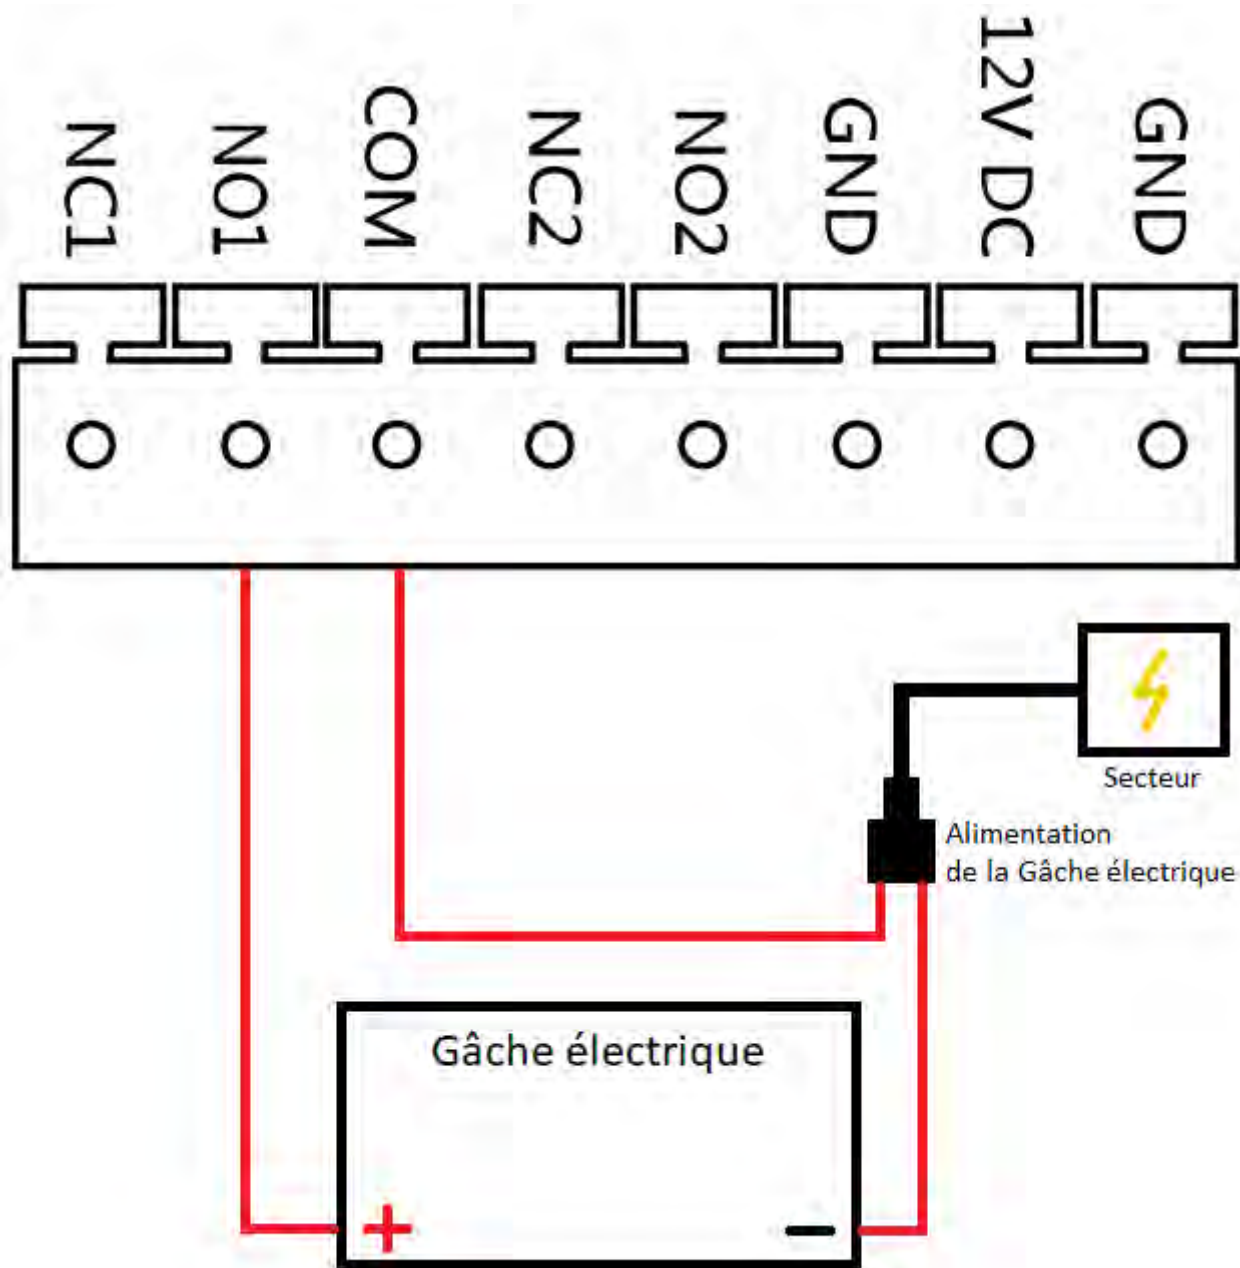 NC1
NO1
COM
NC2
NO2
GND
12V DC
GND
Secteur
Alimentation
de la Gâche électrique
Gâche électrique
+
-